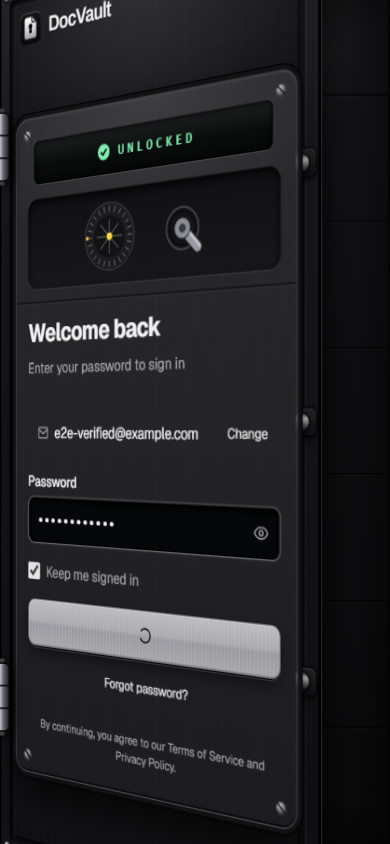 DocVault
UNLOCKED
Welcome back
Enter your password to sign in
e2e-verified@example.com Change
Password
••••••••••••
Keep me signed in
Forgot password?
By continuing, you agree to our Terms of Service and
Privacy Policy.